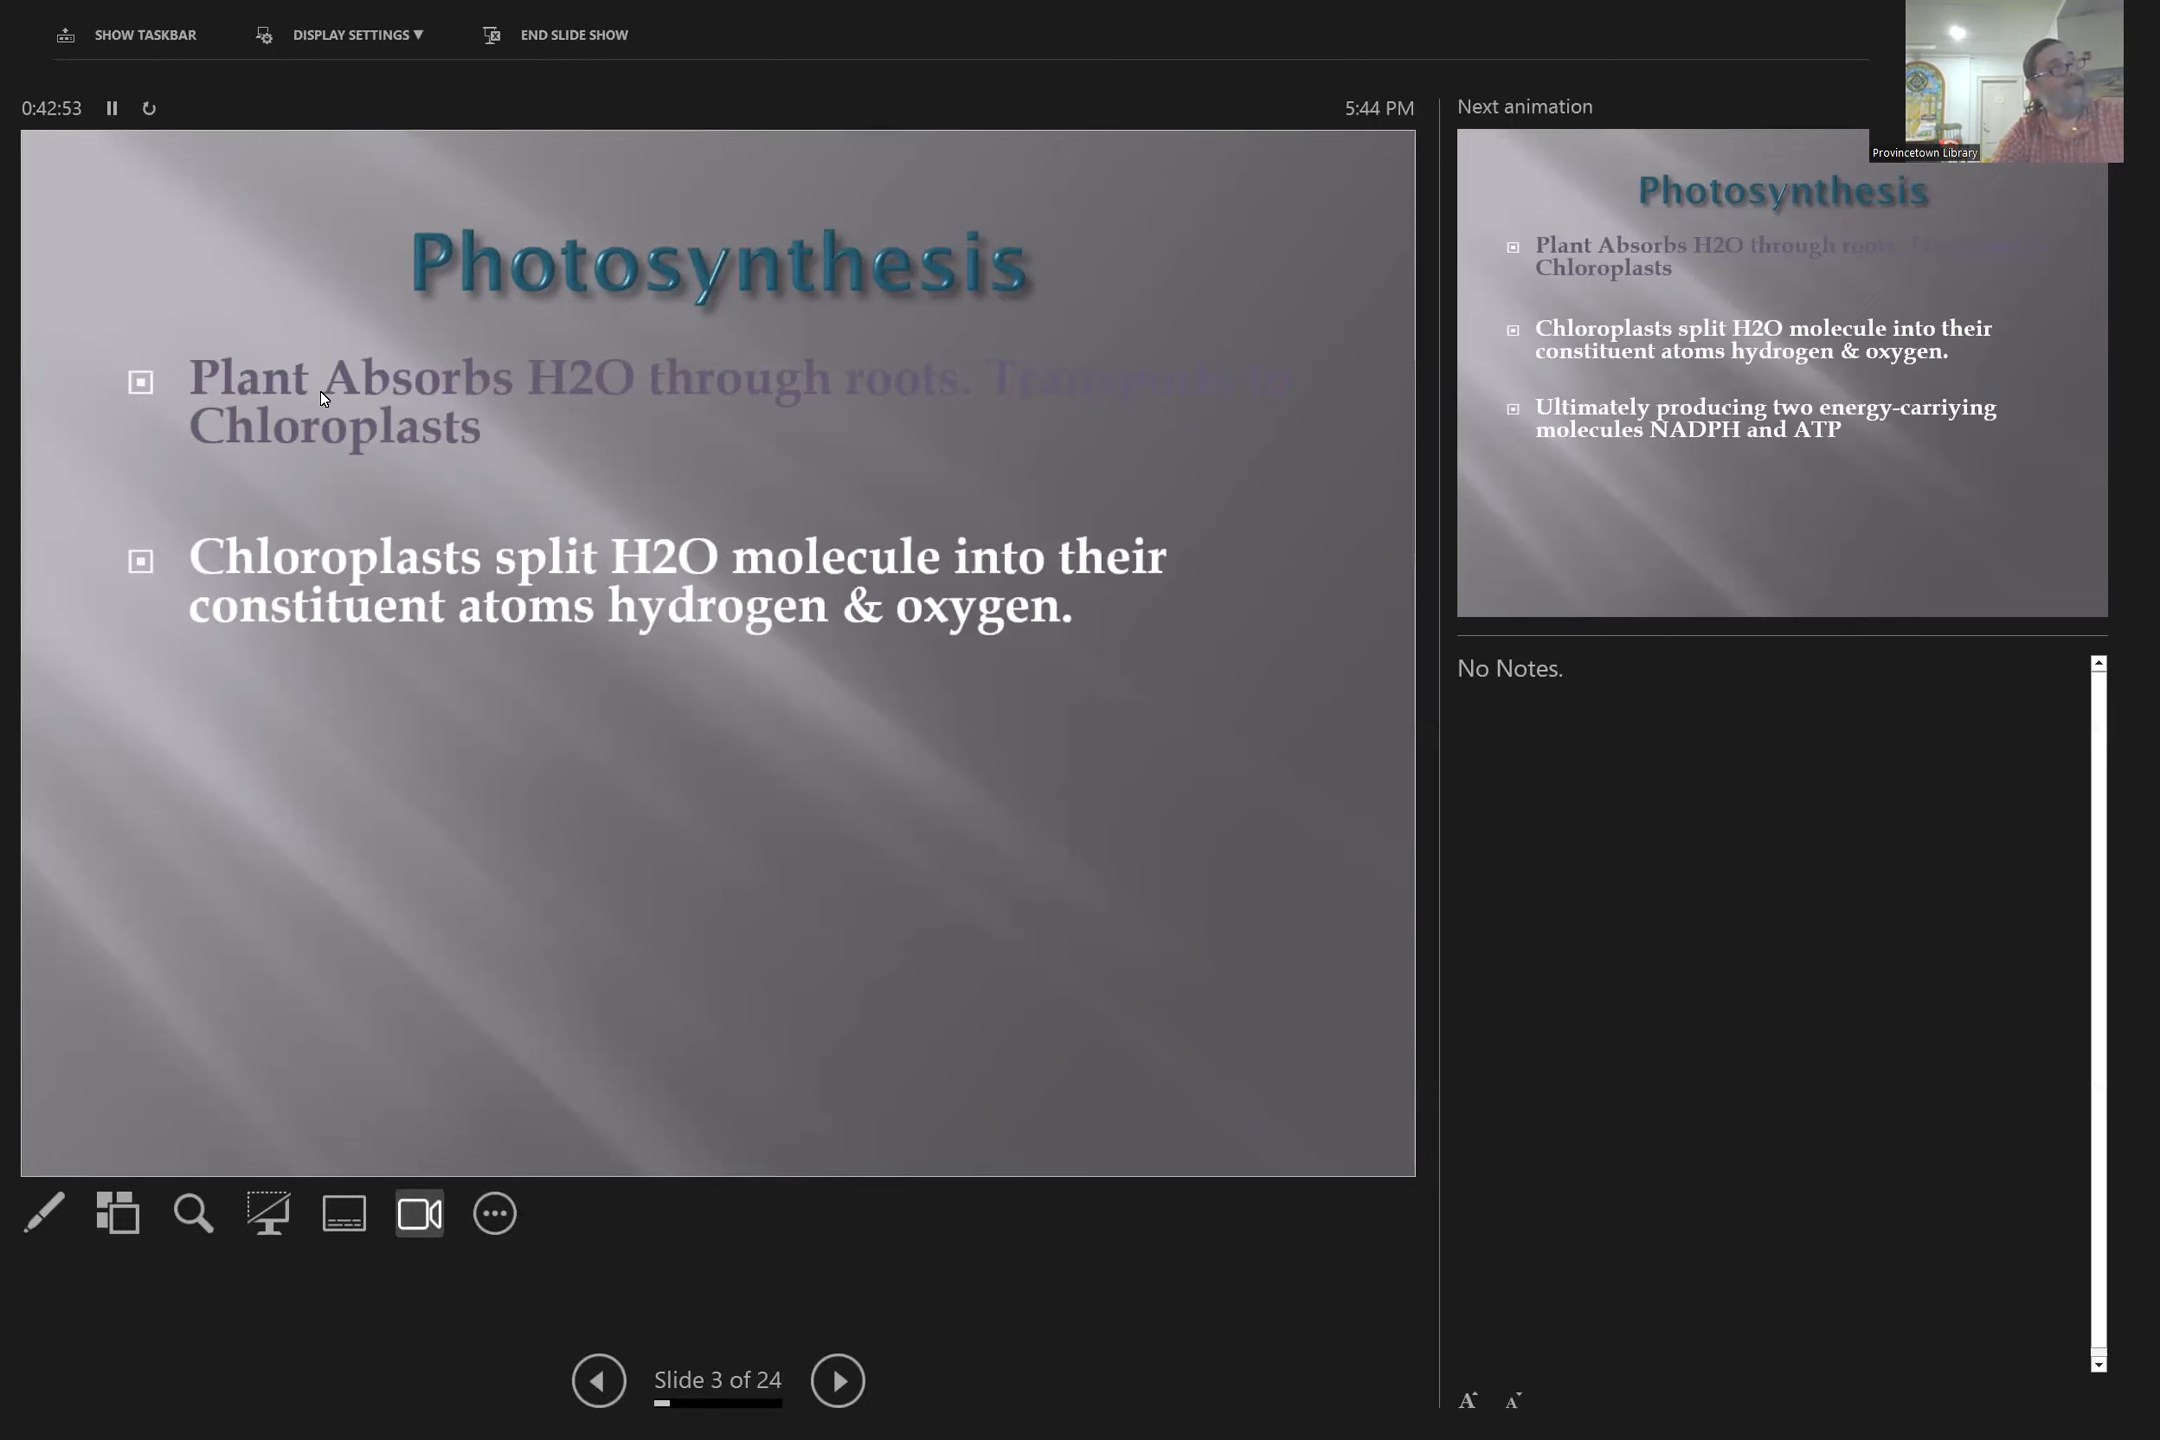 SHOW TASKBAR
DISPLAY SETTINGS ▼
END SLIDE SHOW
0:42:53
5:44 PM
Photosynthesis
Plant Absorbs H2O through roots. Transports to
Chloroplasts
Chloroplasts split H2O molecule into their
constituent atoms hydrogen & oxygen.
Slide 3 of 24
Next animation
Provincetown Library
Photosynthesis
Plant Absorbs H2O through roots.
Chloroplasts
Chloroplasts split H2O molecule into their
constituent atoms hydrogen & oxygen.
Ultimately producing two energy-carriying
molecules NADPH and ATP
No Notes.
A A